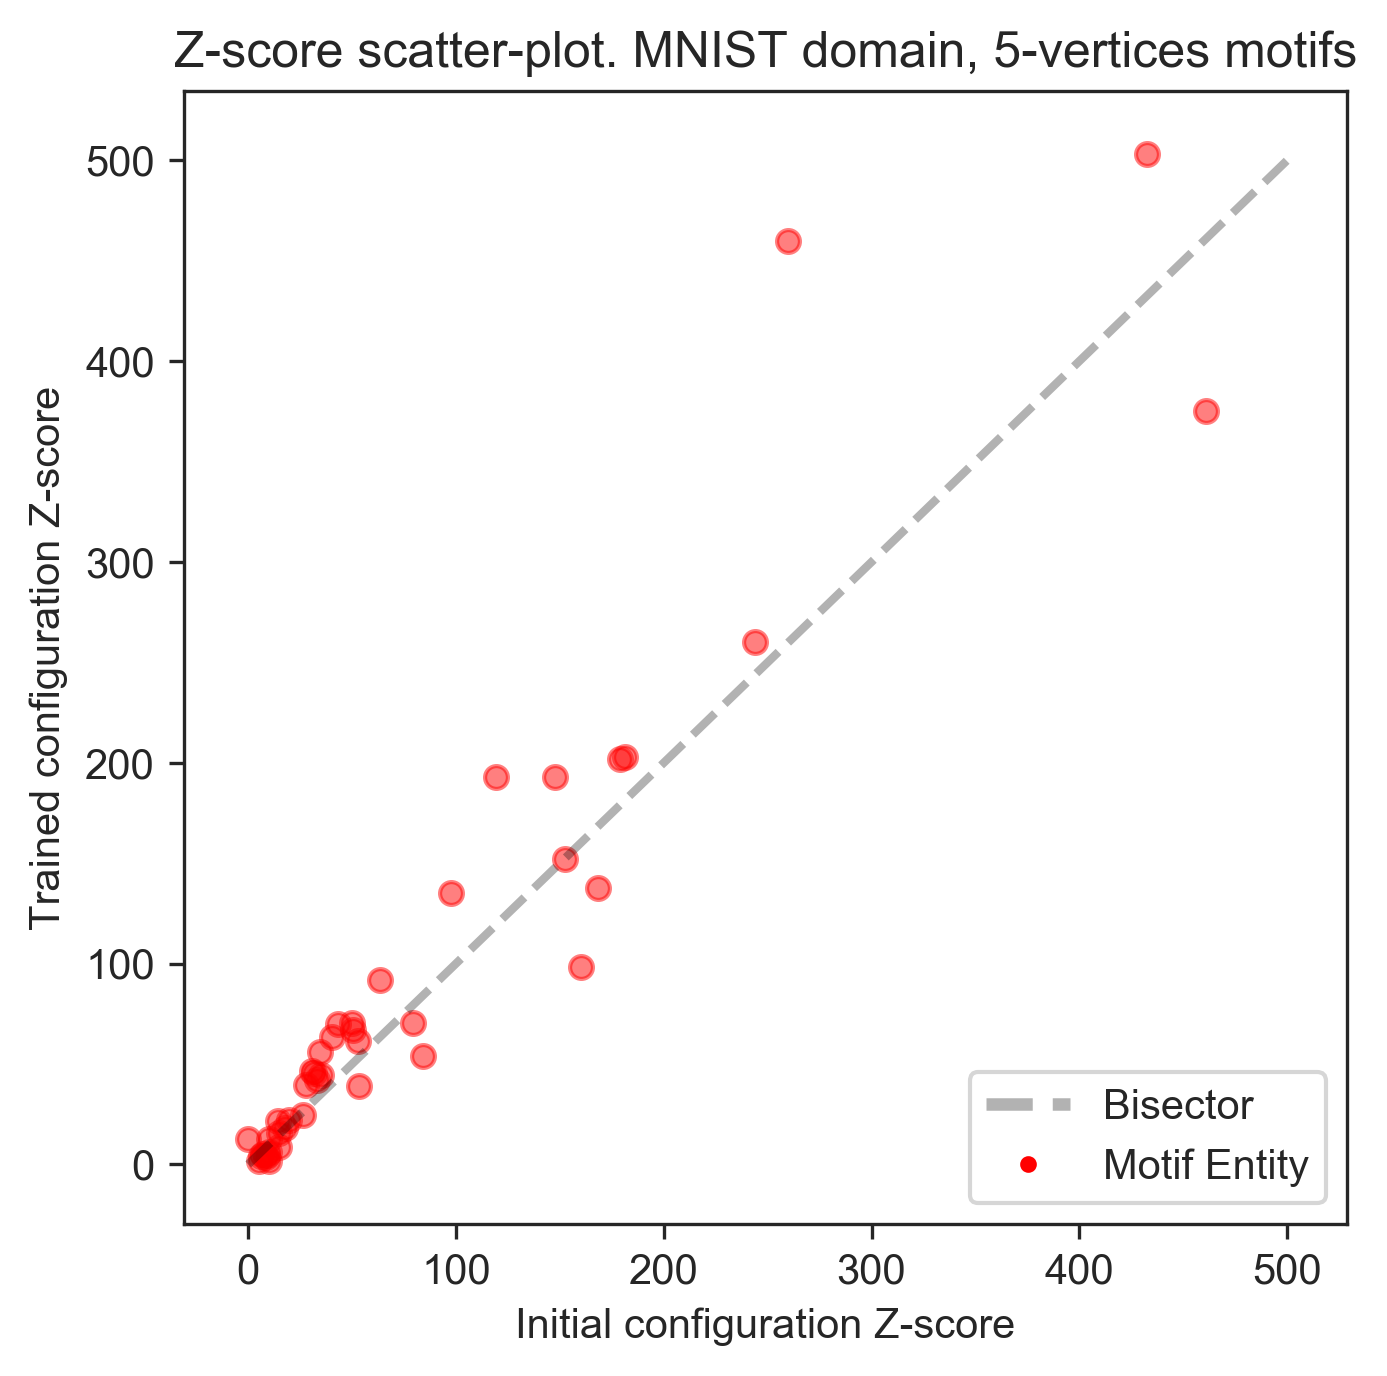 Z-score scatter-plot. MNIST domain, 5-vertices motifs
500
400
300
200
100
0
Trained configuration Z-score
0 100 200 300 400 500
Initial configuration Z-score
Bisector
Motif Entity